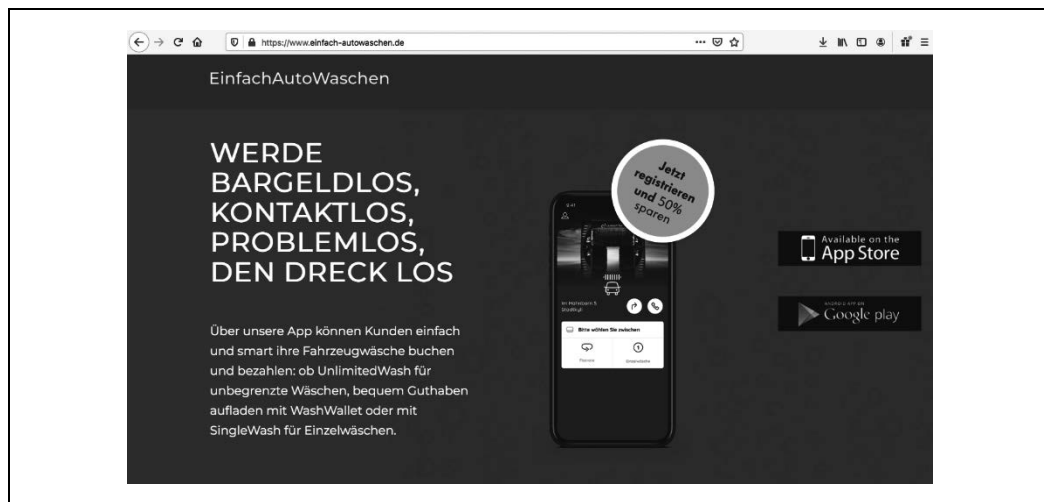 https://www.einfach-autowaschen.de
EinfachAutoWaschen
WERDE
BARGELDLOS,
KONTAKTLOS,
PROBLEMLOS,
DEN DRECK LOS
Über unsere App können Kunden einfach
und smart ihre Fahrzeugwäsche buchen
und bezahlen: ob UnlimitedWash für
unbegrenzte Wäschen, bequem Guthaben
aufladen mit WashWallet oder mit
SingleWash für Einzelwäschen.
Jetzt
registrieren
und 50%
sparen
Bitte wählen Sie zwischen
Available on the
App Store
ANDROID APP ON
Google play